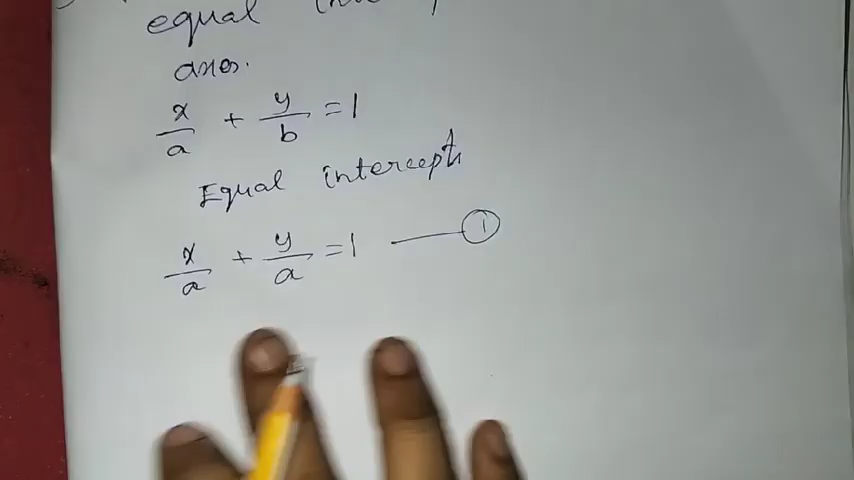 equal
axes.
x/a + y/b = 1
Equal intercepts
x/a + y/a = 1 —— ①